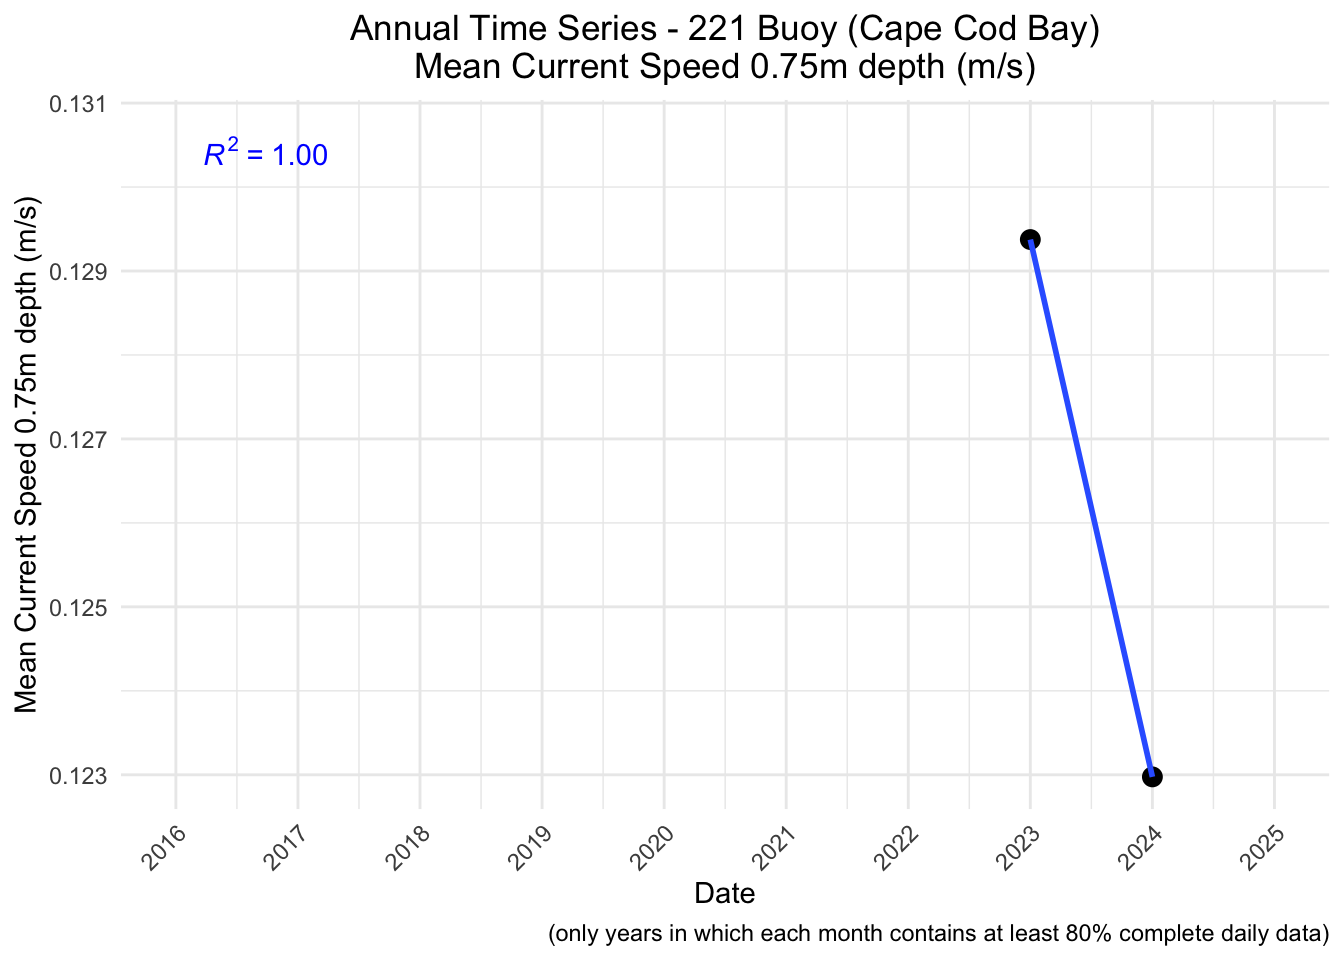 Annual Time Series - 221 Buoy (Cape Cod Bay)
Mean Current Speed 0.75m depth (m/s)
R² = 1.00
Mean Current Speed 0.75m depth (m/s)
0.131
0.129
0.127
0.125
0.123
2016 2017 2018 2019 2020 2021 2022 2023 2024 2025
Date
(only years in which each month contains at least 80% complete daily data)